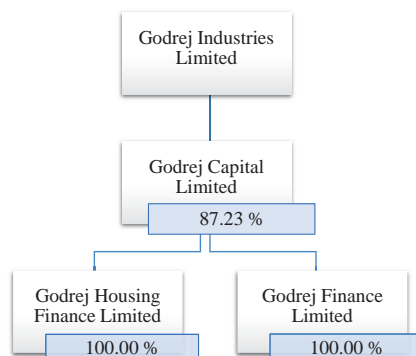 Godrej Industries
Limited
Godrej Capital
Limited
87.23 %
Godrej Housing
Finance Limited
100.00 %
Godrej Finance
Limited
100.00 %